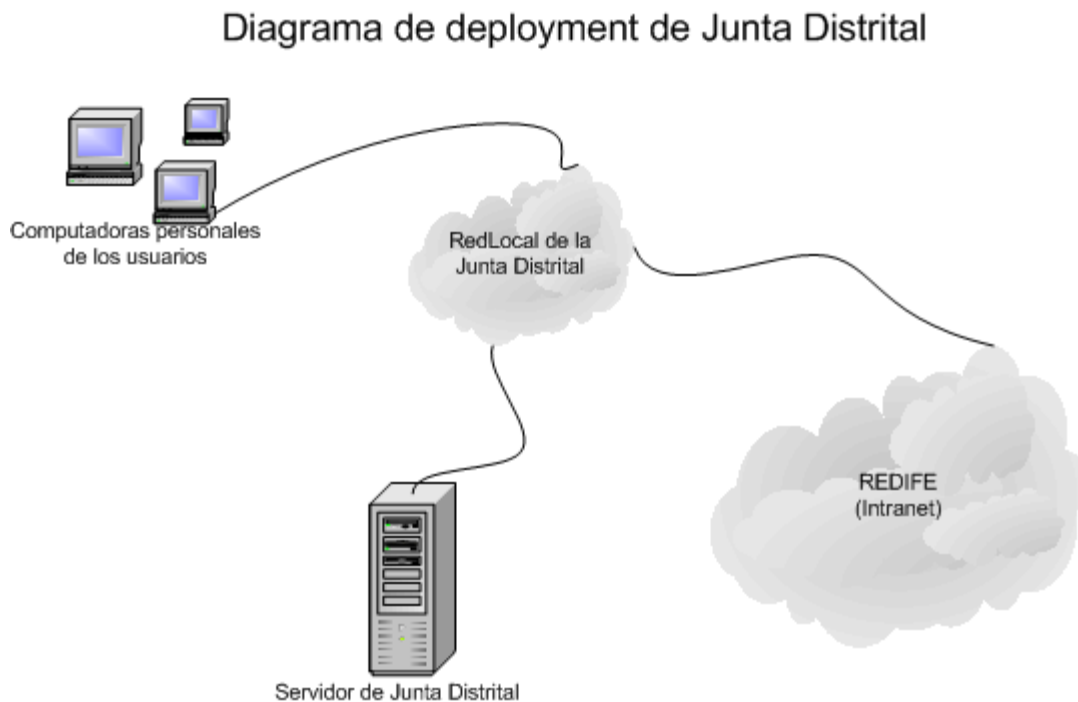 Diagrama de deployment de Junta Distrital
Computadoras personales
de los usuarios
RedLocal de la
Junta Distrital
REDIFE
(Intranet)
Servidor de Junta Distrital